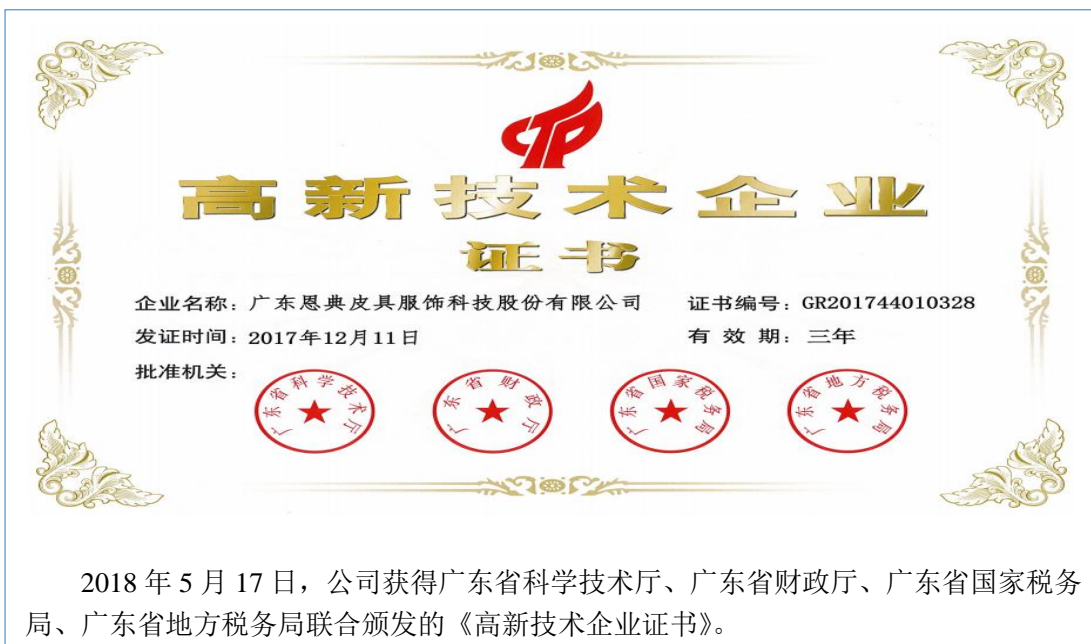 CTP
高新技术企业
证书
企业名称：广东恩典皮具服饰科技股份有限公司
证书编号：GR201744010328
发证时间：2017年12月11日
有效期：三年
批准机关：
广东省科学技术厅
广东省财政厅
广东省国家税务局
广东省地方税务局
2018 年 5 月 17 日，公司获得广东省科学技术厅、广东省财政厅、广东省国家税务
局、广东省地方税务局联合颁发的《高新技术企业证书》。